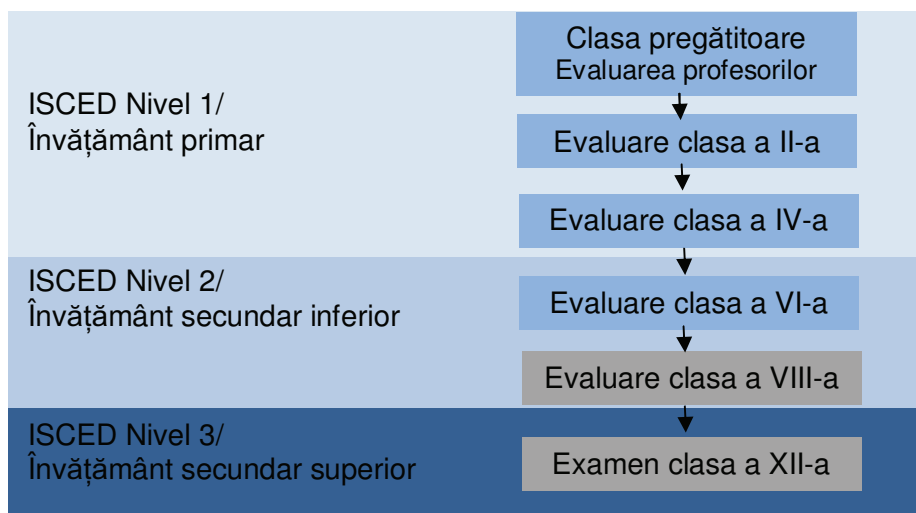 Clasa pregătitoare
Evaluarea profesorilor
ISCED Nivel 1/
Învățământ primar
Evaluare clasa a II-a
Evaluare clasa a IV-a
ISCED Nivel 2/
Învățământ secundar inferior
Evaluare clasa a VI-a
Evaluare clasa a VIII-a
ISCED Nivel 3/
Învățământ secundar superior
Examen clasa a XII-a